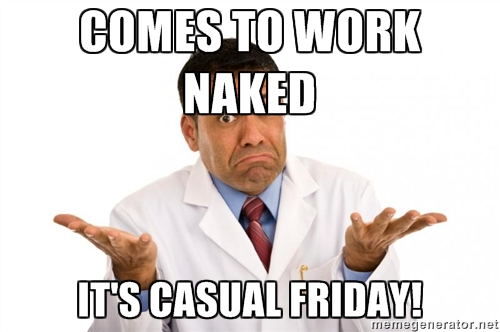 COMES TO WORK
NAKED
IT'S CASUAL FRIDAY!
memegenerator.net